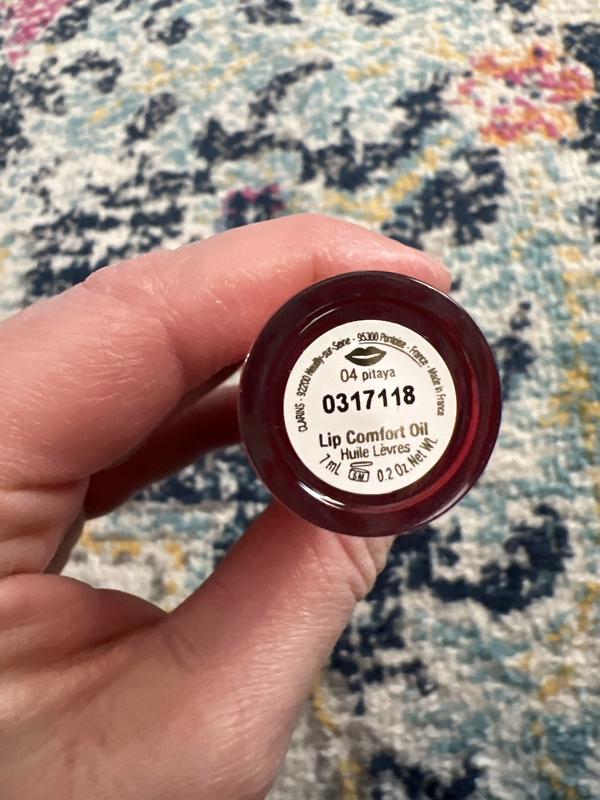 CLARINS - 92200 Neuilly-sur-Seine - 95300 Pontoise - France - Made in France
04 pitaya
0317118
Lip Comfort Oil
Huile Lèvres
7 mL 6M 0.2 Oz.Net Wt.